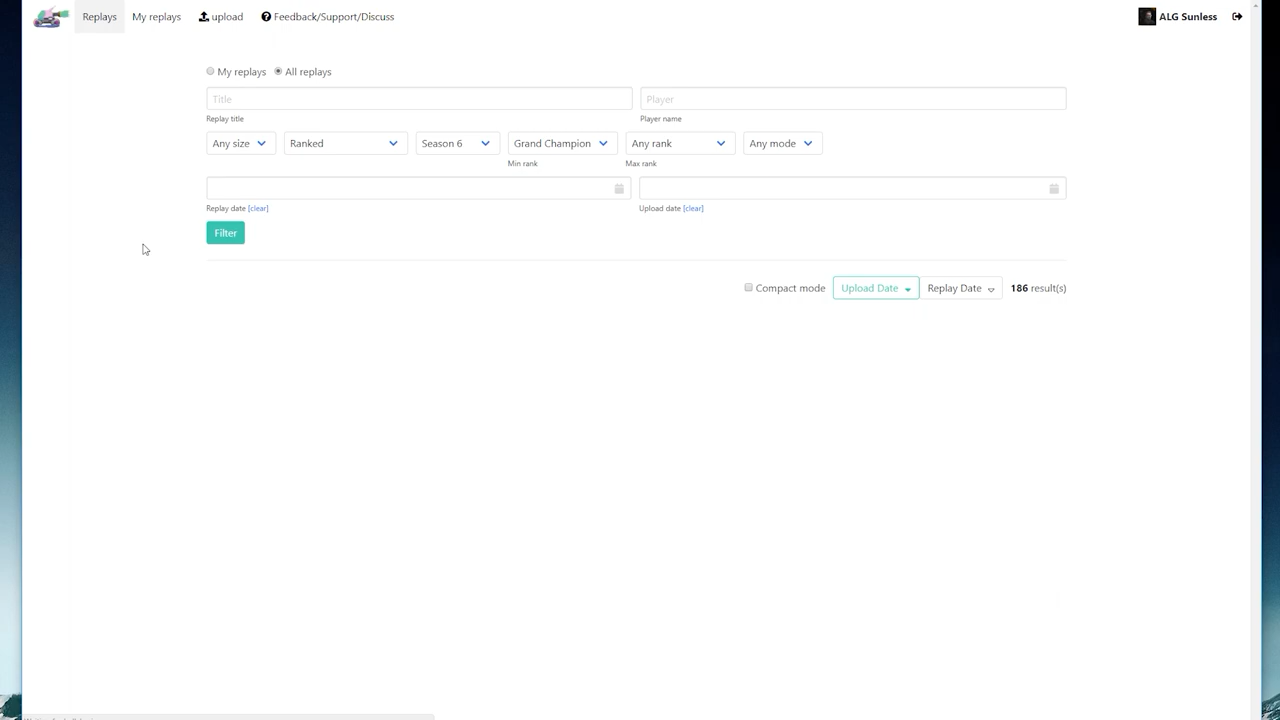 Replays My replays upload Feedback/Support/Discuss ALG Sunless
My replays All replays
Title Player
Replay title Player name
Any size Ranked Season 6 Grand Champion Any rank Any mode
Min rank Max rank
Replay date [clear] Upload date [clear]
Filter
Compact mode Upload Date Replay Date 186 result(s)